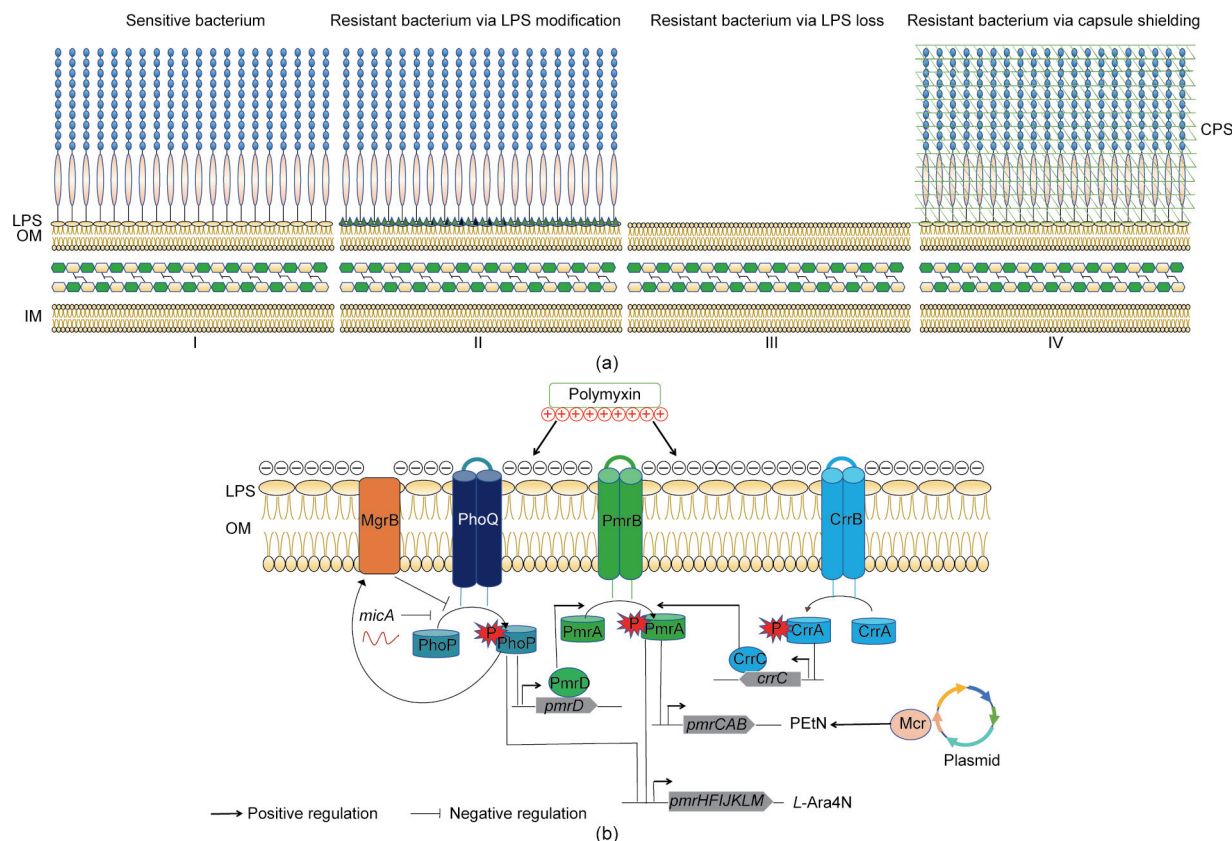 Sensitive bacterium
Resistant bacterium via LPS modification
Resistant bacterium via LPS loss
Resistant bacterium via capsule shielding
CPS
LPS
OM
IM
I
II
III
IV
(a)
Polymyxin
+++++++++
LPS
OM
MgrB
PhoQ
PmrB
CrrB
micA
PhoP
P
PhoP
PmrA
P
PmrA
P
CrrA
CrrA
PmrD
pmrD
CrrC
crrC
pmrCAB
PEtN
Mcr
Plasmid
pmrHFIJKLM
L-Ara4N
Positive regulation
Negative regulation
(b)